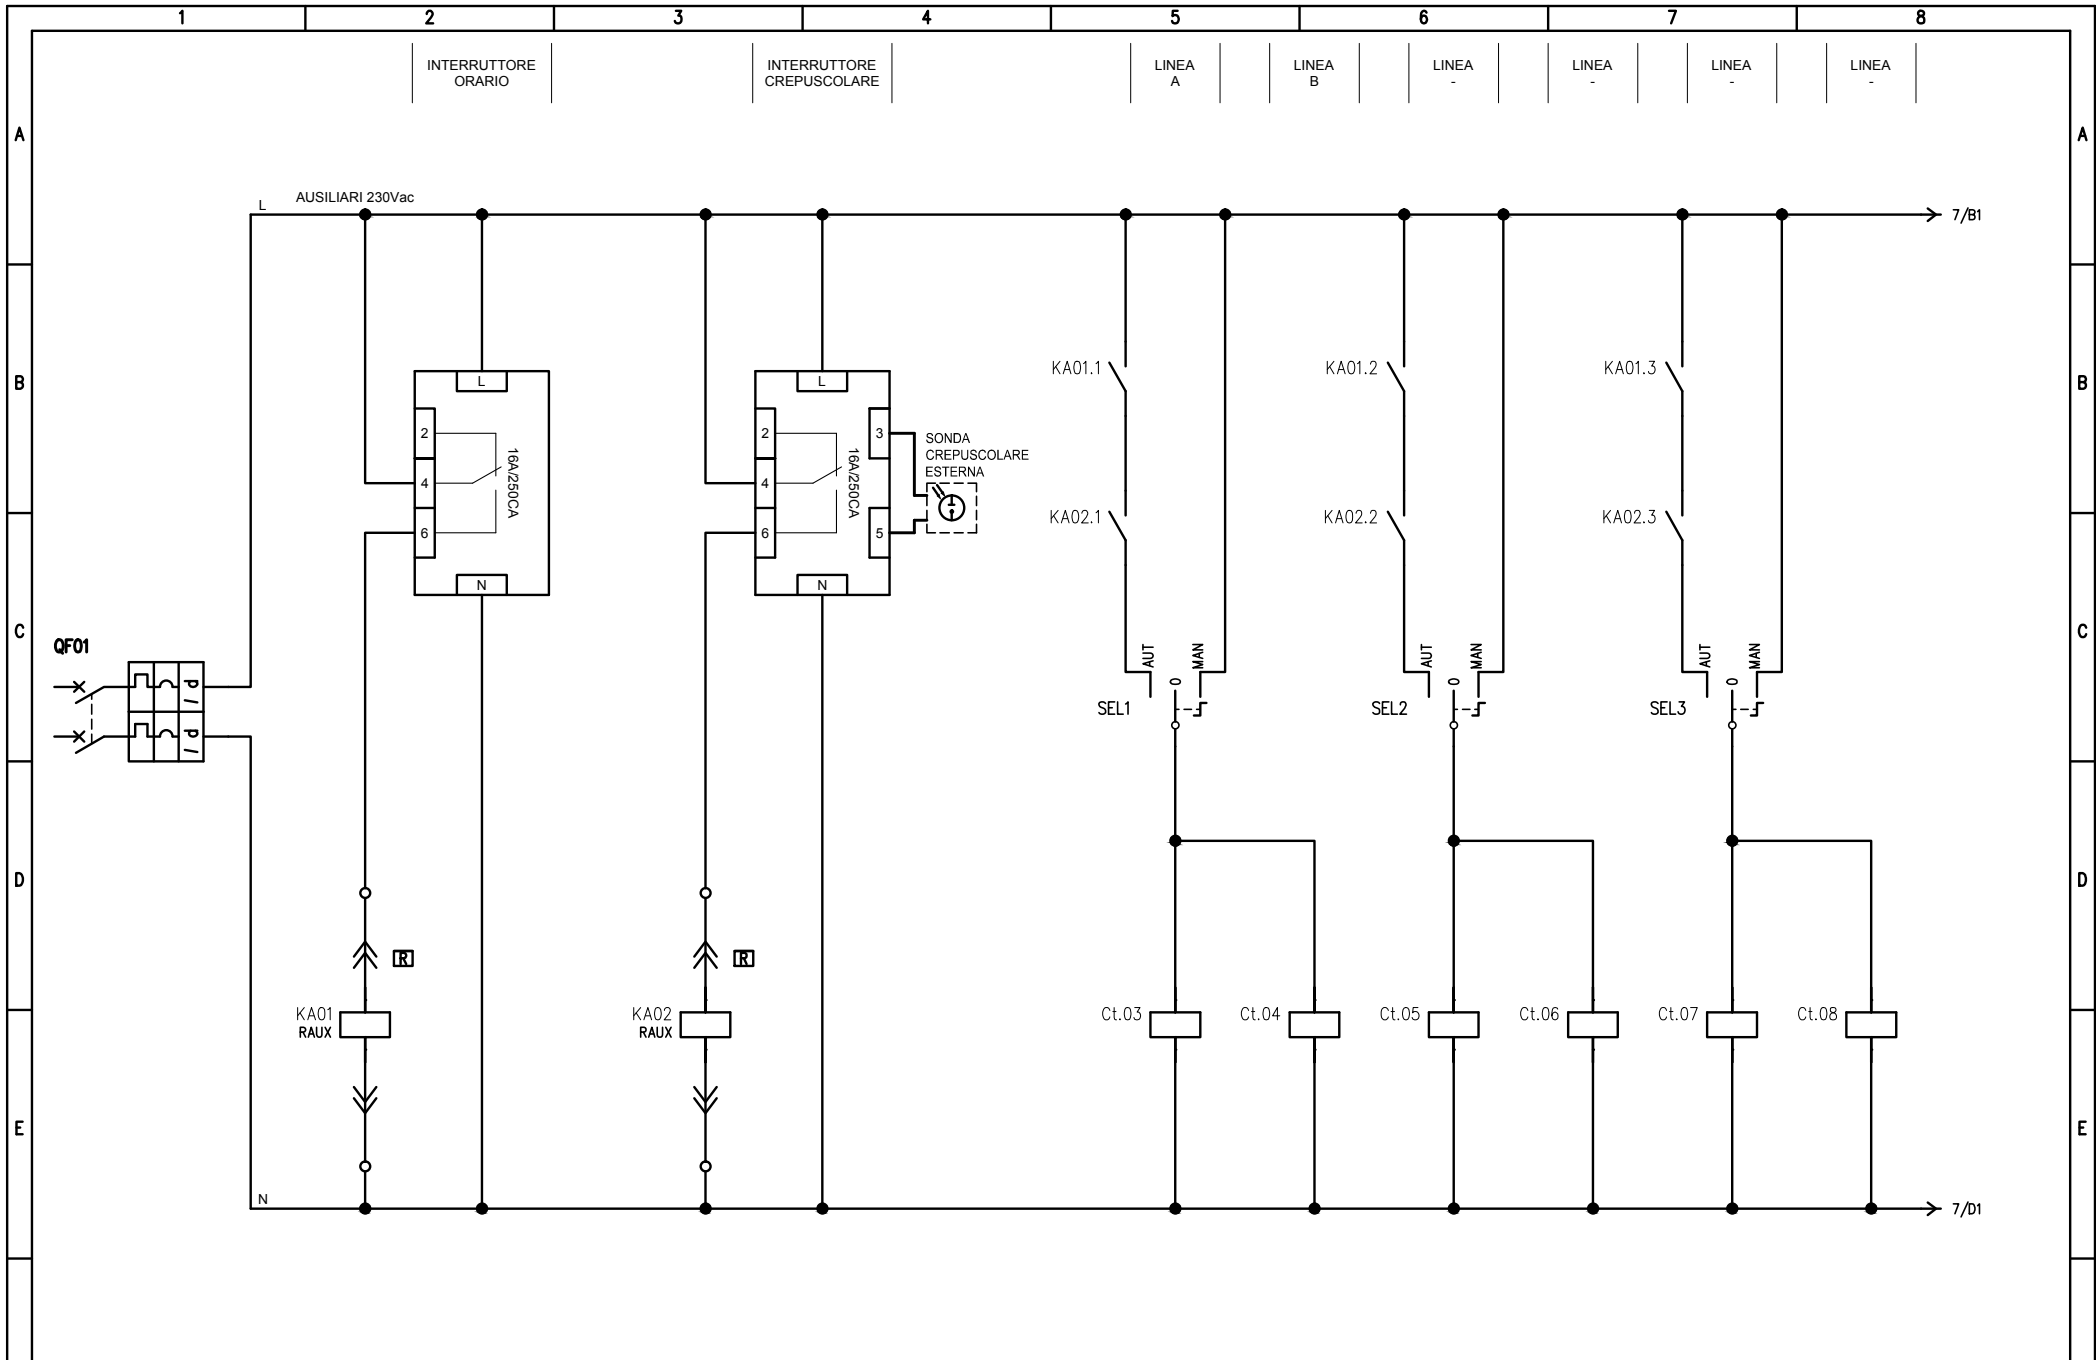 1 2 3 4 5 6 7 8
INTERRUTTORE
ORARIO
INTERRUTTORE
CREPUSCOLARE
LINEA
A
LINEA
B
LINEA
-
LINEA
-
LINEA
-
LINEA
-
A A
L AUSILIARI 230Vac
7/B1
B B
L
2
4
6
16A/250CA
N
L
2
4
6
16A/250CA
3
5
N
SONDA
CREPUSCOLARE
ESTERNA
KA01.1
KA01.2
KA01.3
KA02.1
KA02.2
KA02.3
C C
QF01
I d
I d
AUT 0 MAN
SEL1
AUT 0 MAN
SEL2
AUT 0 MAN
SEL3
D D
R
R
KA01
RAUX
KA02
RAUX
Ct.03
Ct.04
Ct.05
Ct.06
Ct.07
Ct.08
E E
N
7/D1